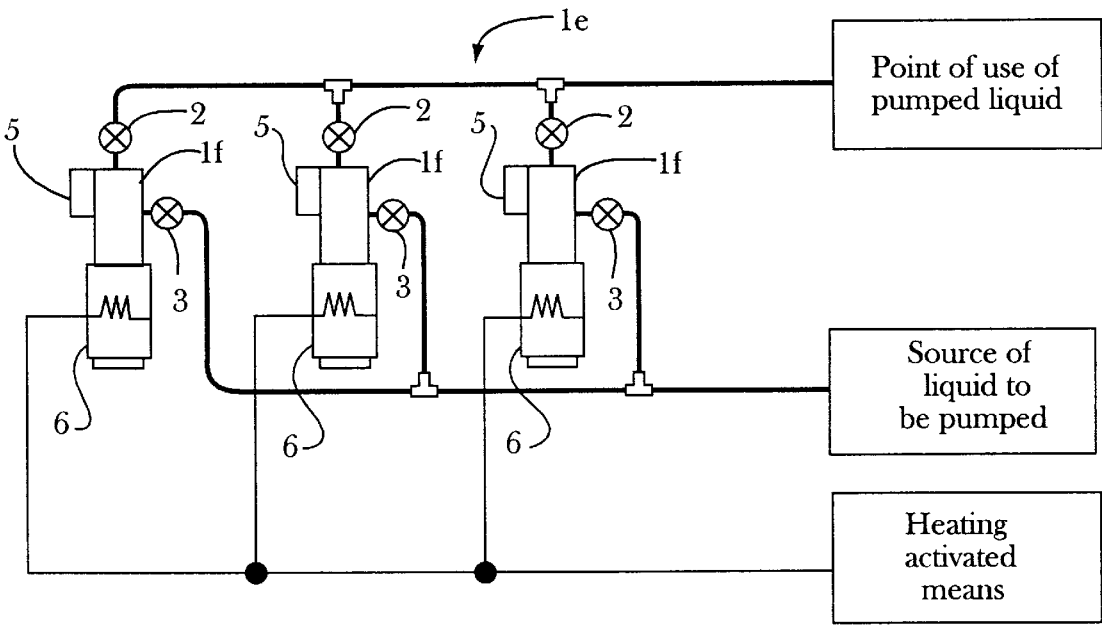 1e
Point of use of
pumped liquid
2
2
2
5
5
5
1f
1f
1f
3
3
3
6
6
6
Source of
liquid to
be pumped
Heating
activated
means